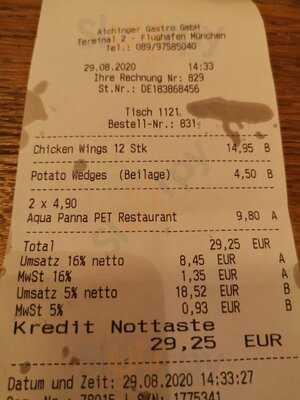 Aichinger Gastro GmbH
Terminal 2 - Flughafen München
Tel.: 089/97585040
29.08.2020 14:33
Ihre Rechnung Nr: 829
St.Nr.: DE183868456
Tisch 1121
Bestell-Nr.: 831
Chicken Wings 12 Stk 14,95 B
Potato Wedges (Beilage) 4,50 B
2 x 4,90
Aqua Panna PET Restaurant 9,80 A
Total 29,25 EUR
Umsatz 16% netto 8,45 EUR A
MwSt 16% 1,35 EUR A
Umsatz 5% netto 18,52 EUR B
MwSt 5% 0,93 EUR B
Kredit Nottaste
29,25 EUR
Datum und Zeit: 29.08.2020 14:33:27